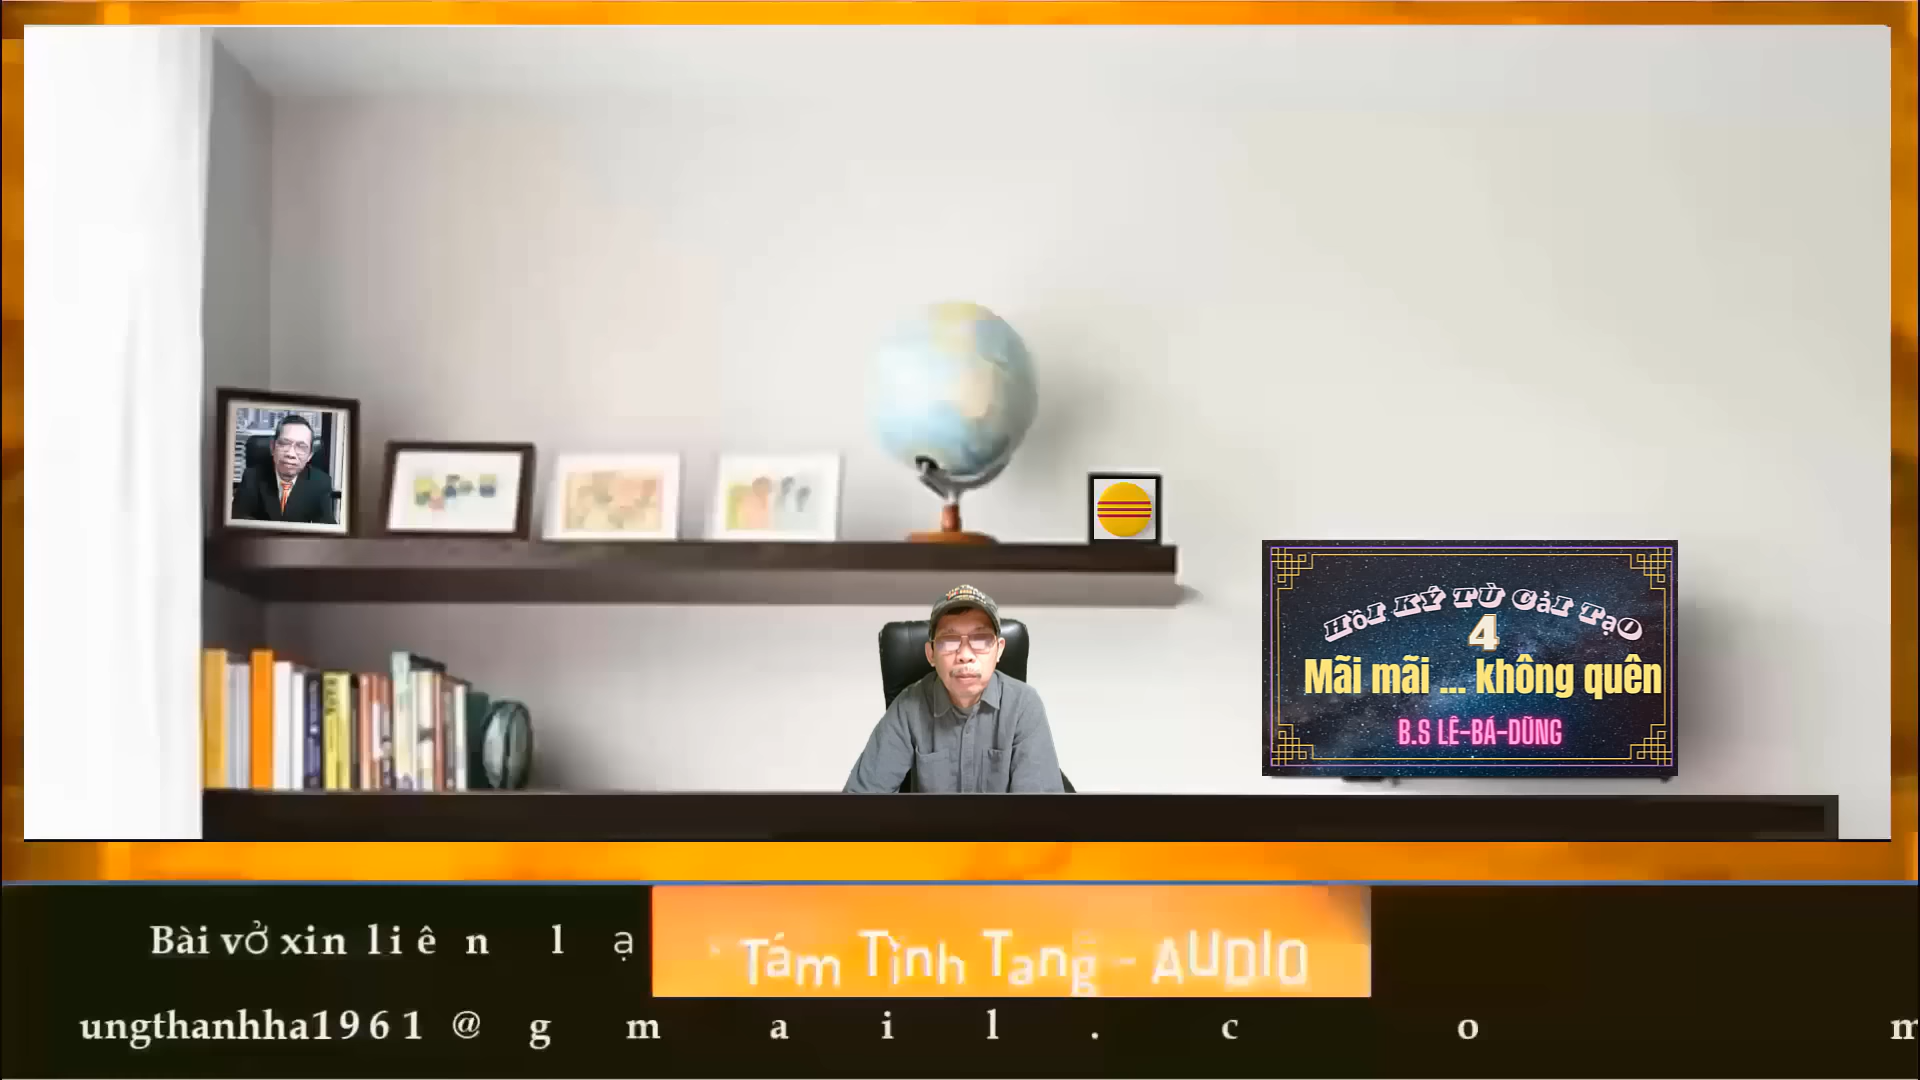 HỒI KÝ TÙ CẢI TẠO
4
Mãi mãi ... không quên
B.S LÊ-BÁ-DŨNG
Bài vở xin liên lạ
Tám Tình Tang - AUDIO
ungthanhha1961@gmail.com